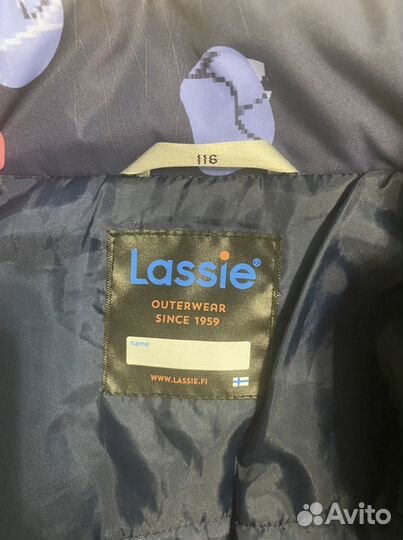 116
Lassie®
OUTERWEAR
SINCE 1959
name
WWW.LASSIE.FI
Avito